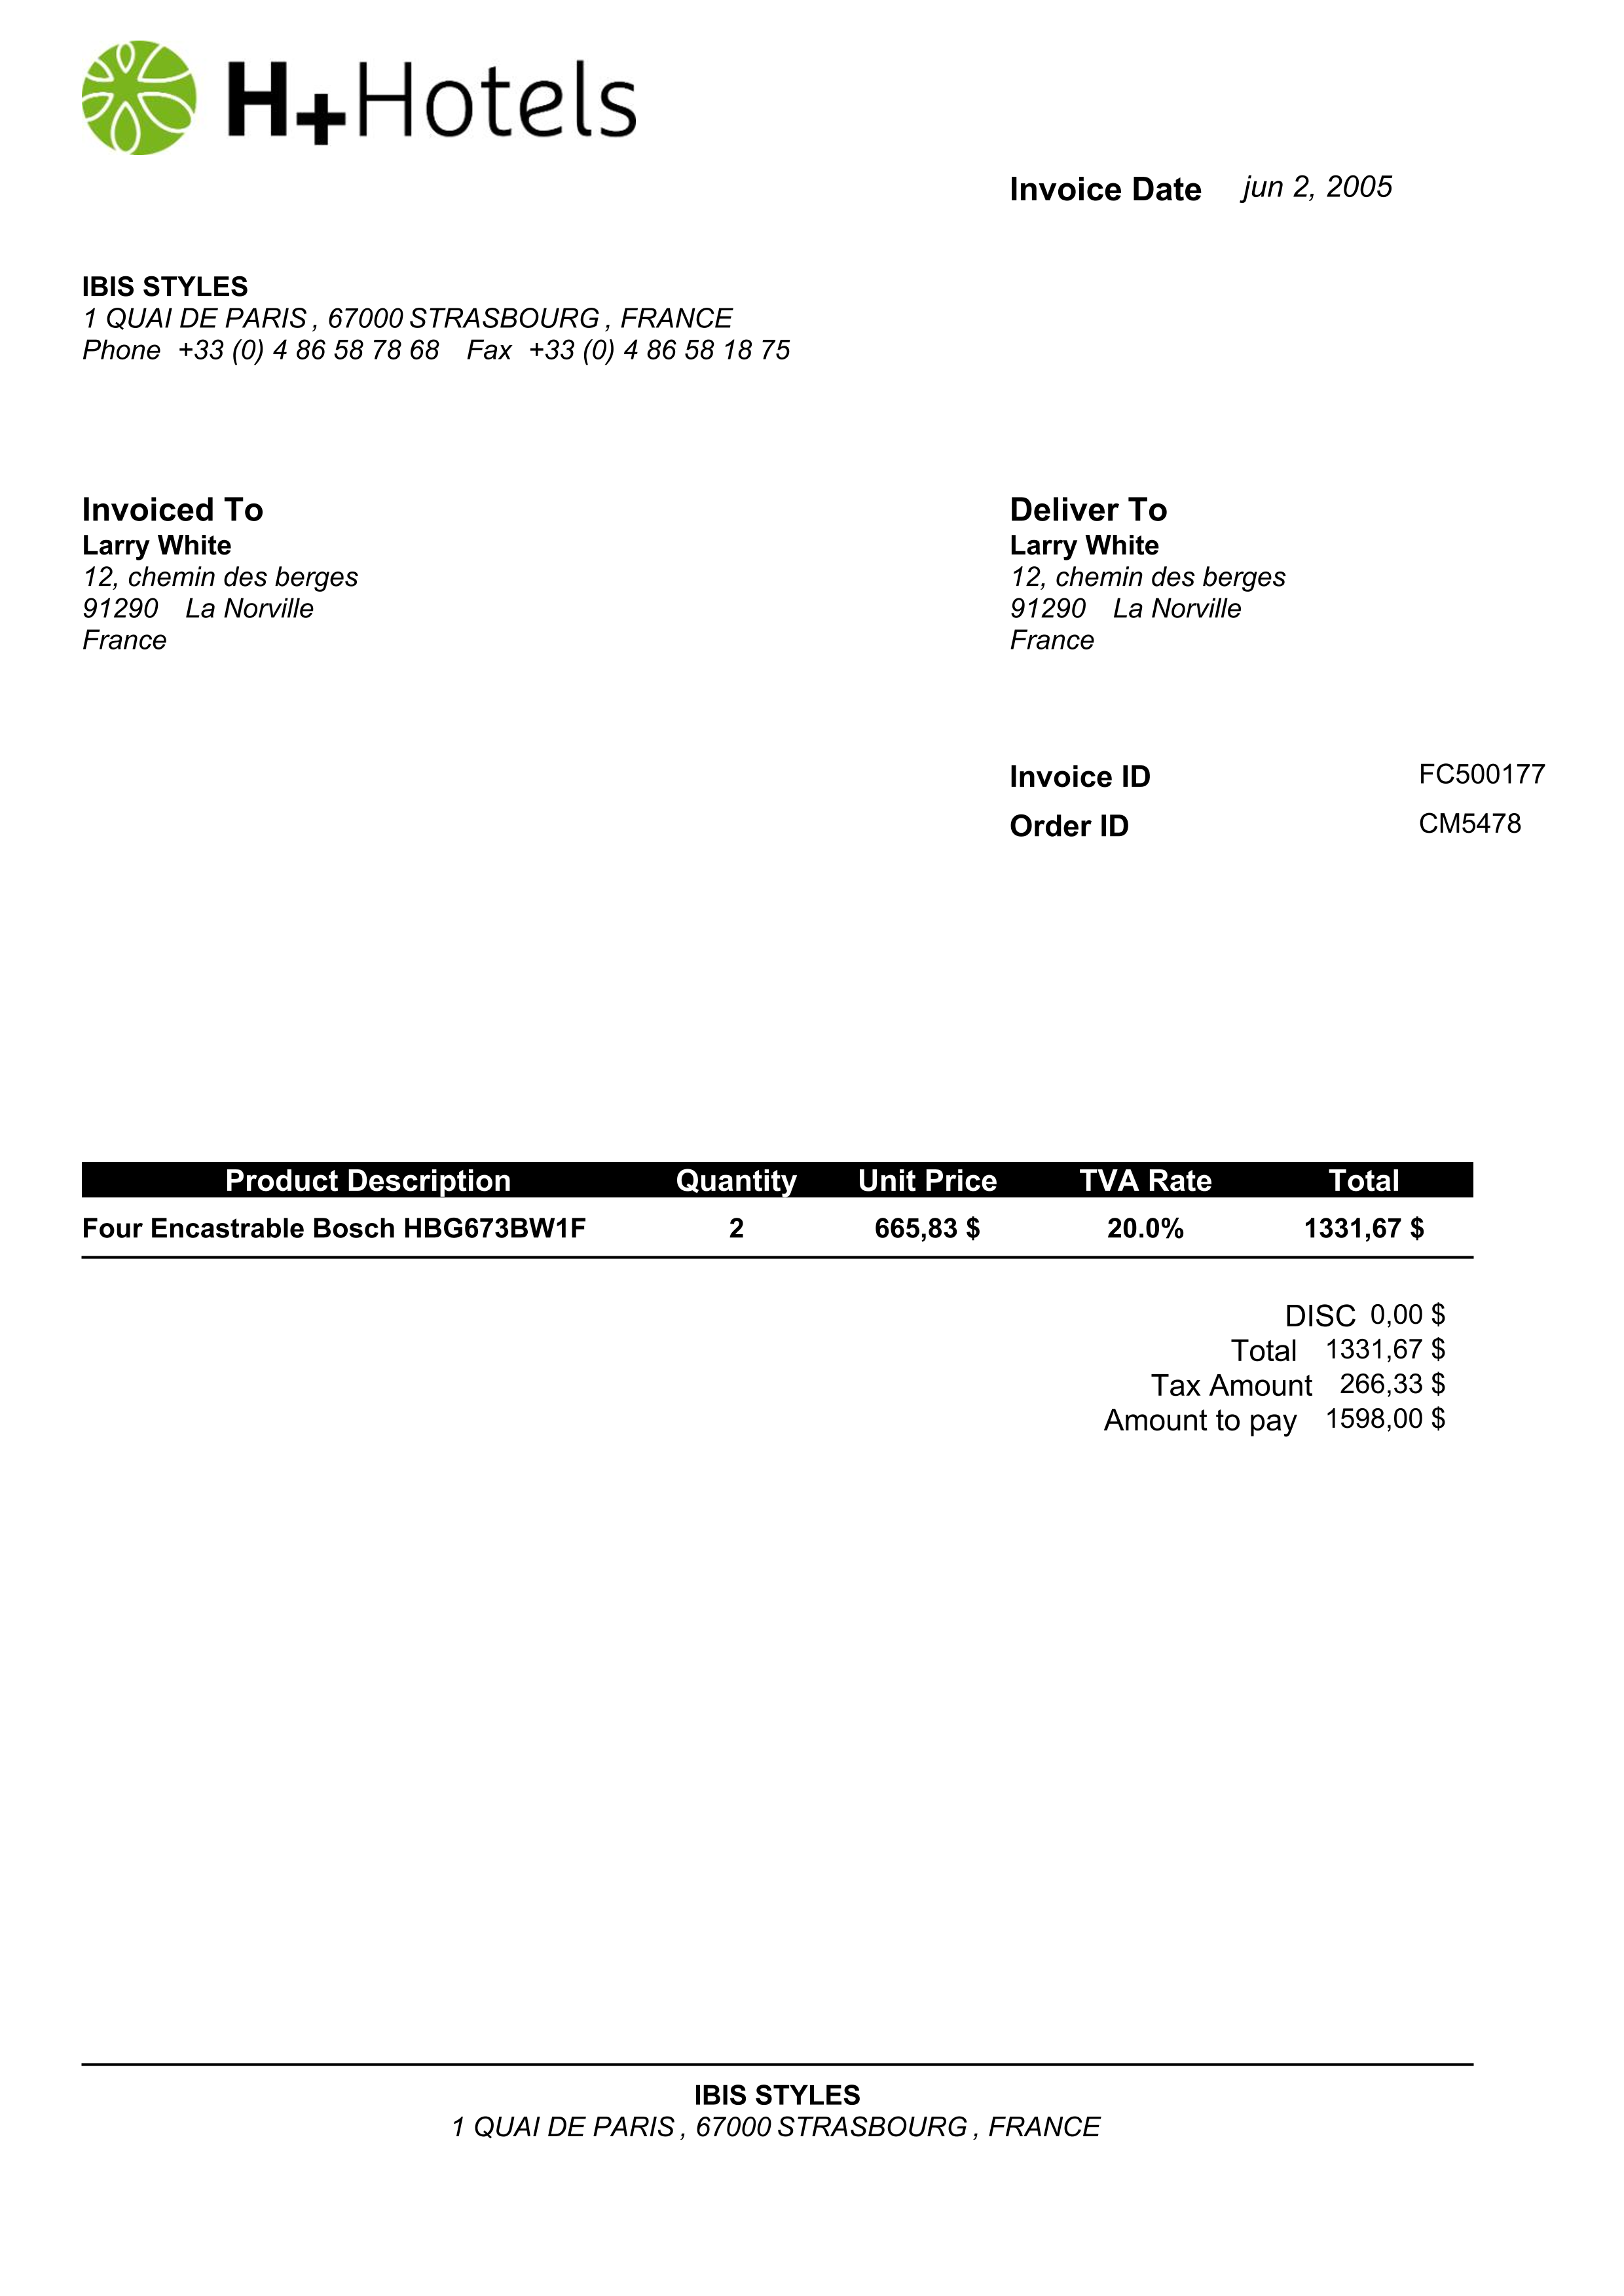 H+Hotels
Invoice Date jun 2, 2005
IBIS STYLES
1 QUAI DE PARIS , 67000 STRASBOURG , FRANCE
Phone +33 (0) 4 86 58 78 68 Fax +33 (0) 4 86 58 18 75
Invoiced To
Larry White
12, chemin des berges
91290 La Norville
France
Deliver To
Larry White
12, chemin des berges
91290 La Norville
France
Invoice ID FC500177
Order ID CM5478
Product Description Quantity Unit Price TVA Rate Total
Four Encastrable Bosch HBG673BW1F 2 665,83 $ 20.0% 1331,67 $
DISC 0,00 $
Total 1331,67 $
Tax Amount 266,33 $
Amount to pay 1598,00 $
IBIS STYLES
1 QUAI DE PARIS , 67000 STRASBOURG , FRANCE